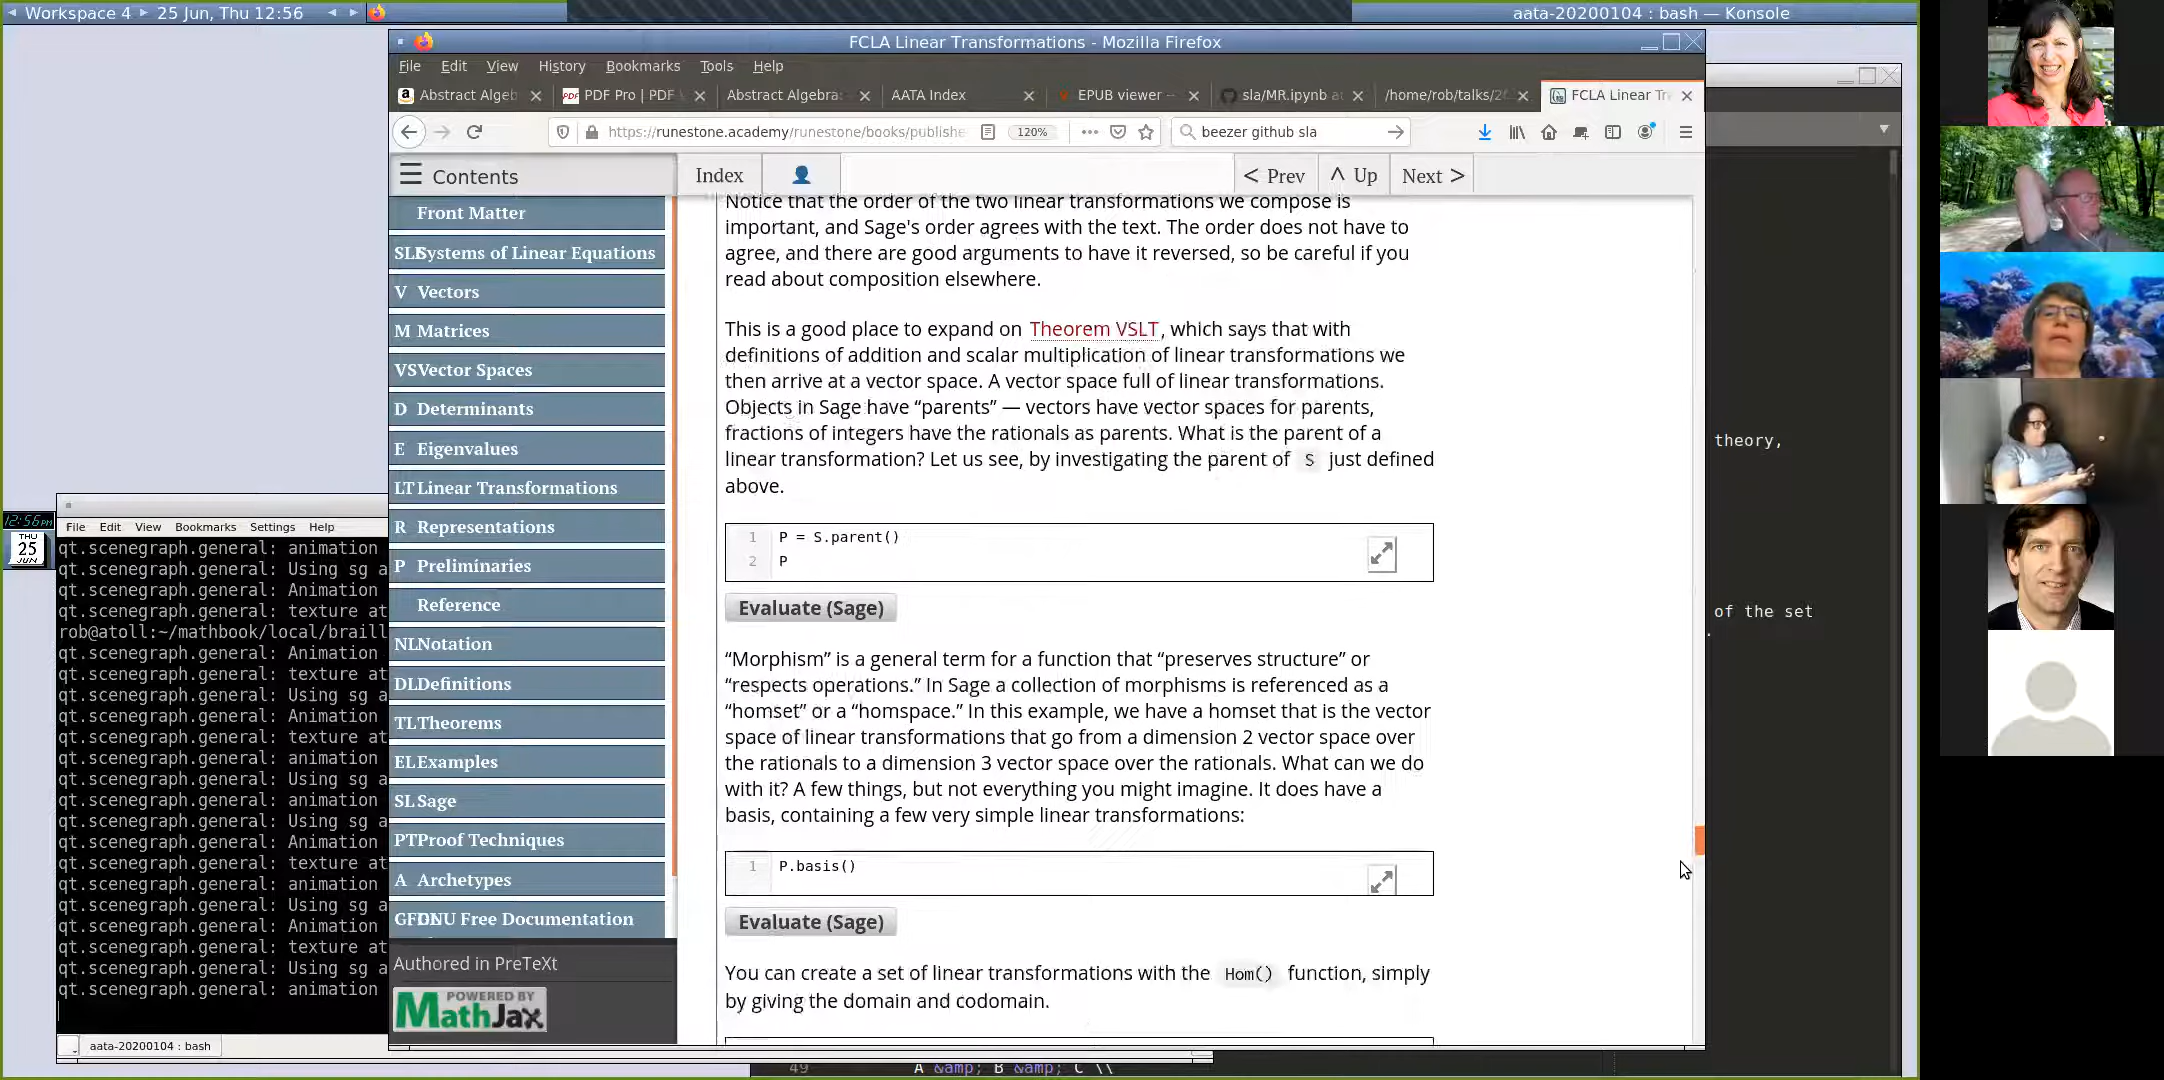 Workspace 4
25 Jun, Thu 12:56
aata-20200104 : bash — Konsole
FCLA Linear Transformations - Mozilla Firefox
File Edit View History Bookmarks Tools Help
Abstract Algeb
PDF Pro | PDF
Abstract Algebra:
AATA Index
EPUB viewer –
sla/MR.ipynb a
/home/rob/talks/2
FCLA Linear Tr
https://runestone.academy/runestone/books/publishe
120%
beezer github sla
Contents
Index
< Prev
^ Up
Next >
Front Matter
SLE Systems of Linear Equations
V Vectors
M Matrices
VS Vector Spaces
D Determinants
E Eigenvalues
LT Linear Transformations
R Representations
P Preliminaries
Reference
NL Notation
DL Definitions
TL Theorems
EL Examples
SL Sage
PT Proof Techniques
A Archetypes
GFDL GNU Free Documentation
Authored in PreTeXt
POWERED BY
MathJax
Notice that the order of the two linear transformations we compose is
important, and Sage's order agrees with the text. The order does not have to
agree, and there are good arguments to have it reversed, so be careful if you
read about composition elsewhere.
This is a good place to expand on Theorem VSLT, which says that with
definitions of addition and scalar multiplication of linear transformations we
then arrive at a vector space. A vector space full of linear transformations.
Objects in Sage have “parents” — vectors have vector spaces for parents,
fractions of integers have the rationals as parents. What is the parent of a
linear transformation? Let us see, by investigating the parent of S just defined
above.
1 P = S.parent()
2 P
Evaluate (Sage)
“Morphism” is a general term for a function that “preserves structure” or
“respects operations.” In Sage a collection of morphisms is referenced as a
“homset” or a “homspace.” In this example, we have a homset that is the vector
space of linear transformations that go from a dimension 2 vector space over
the rationals to a dimension 3 vector space over the rationals. What can we do
with it? A few things, but not everything you might imagine. It does have a
basis, containing a few very simple linear transformations:
1 P.basis()
Evaluate (Sage)
You can create a set of linear transformations with the Hom() function, simply
by giving the domain and codomain.
12:56 PM
THU
25
JUN
File Edit View Bookmarks Settings Help
qt.scenegraph.general: animation
qt.scenegraph.general: Using sg a
qt.scenegraph.general: Animation
qt.scenegraph.general: texture at
rob@atoll:~/mathbook/local/braill
qt.scenegraph.general: Animation
qt.scenegraph.general: texture at
qt.scenegraph.general: Using sg a
qt.scenegraph.general: Animation
qt.scenegraph.general: texture at
qt.scenegraph.general: animation
qt.scenegraph.general: Using sg a
qt.scenegraph.general: animation
qt.scenegraph.general: Using sg a
qt.scenegraph.general: Animation
qt.scenegraph.general: texture at
qt.scenegraph.general: animation
qt.scenegraph.general: Using sg a
qt.scenegraph.general: Animation
qt.scenegraph.general: texture at
qt.scenegraph.general: Using sg a
qt.scenegraph.general: animation
aata-20200104 : bash
theory,
of the set
.
49 A &amp; B &amp; C \\